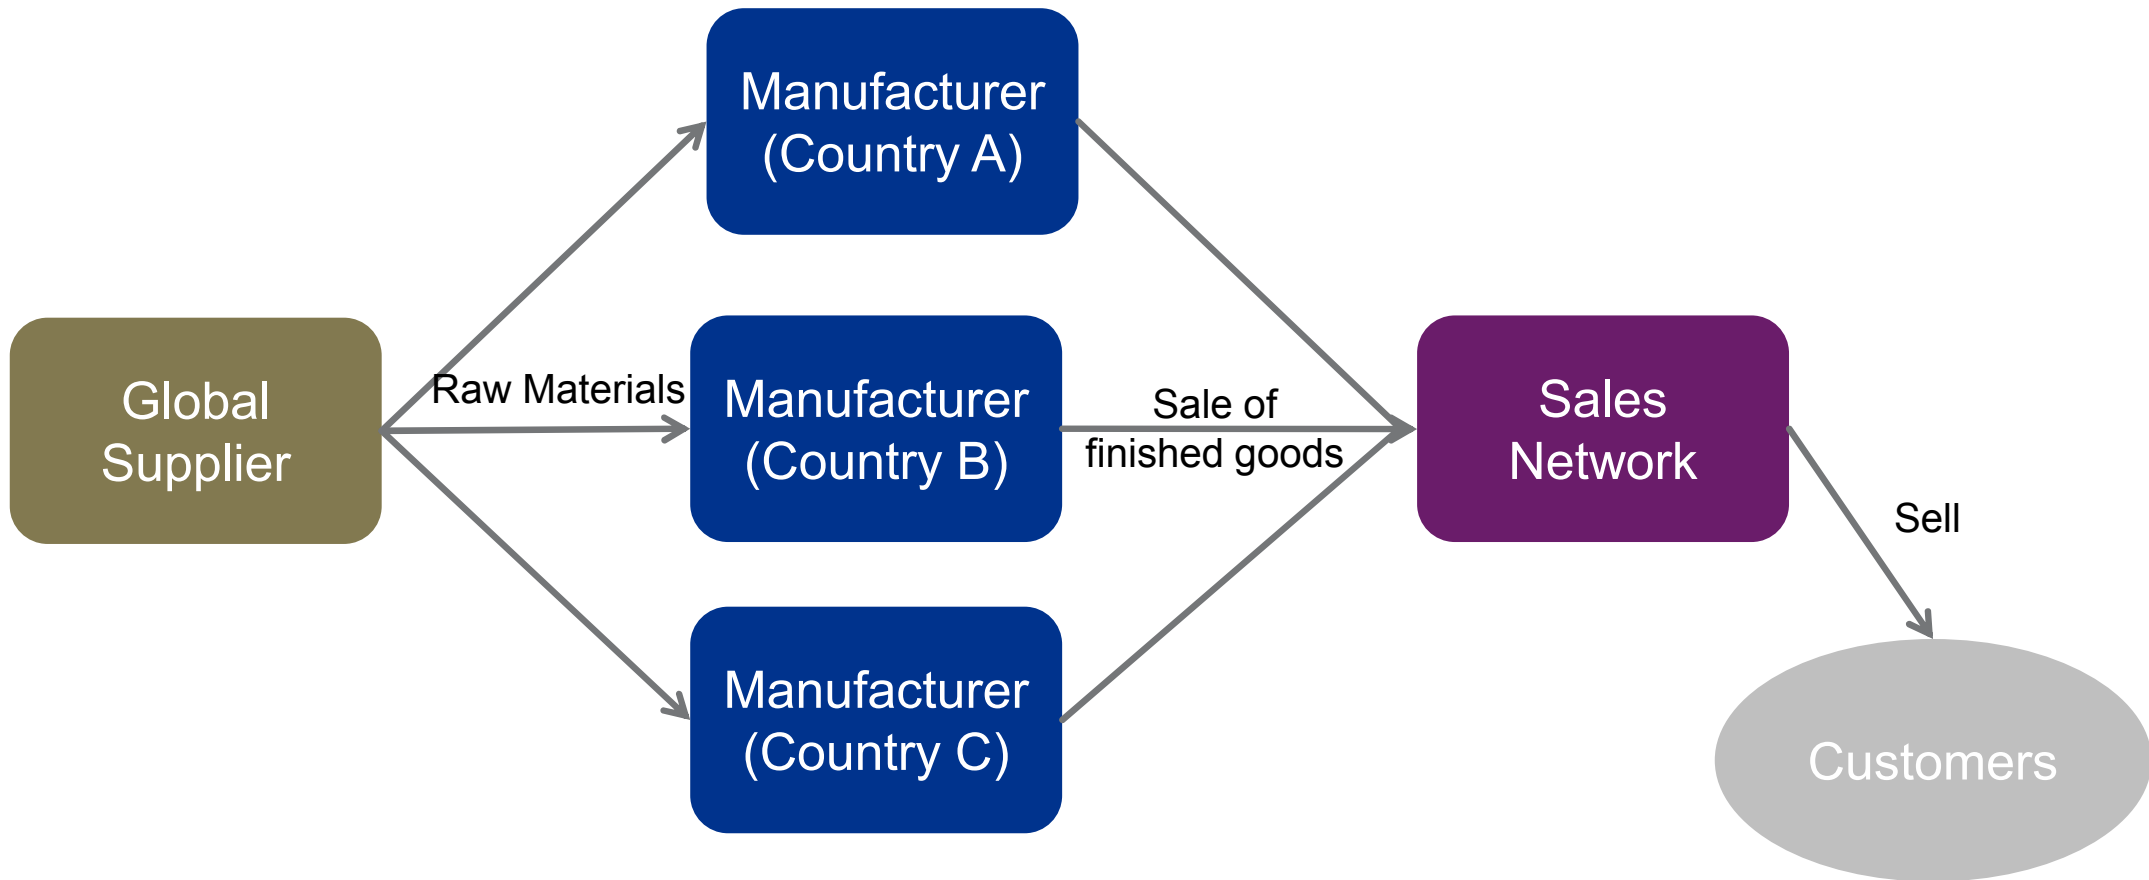 Manufacturer
(Country A)
Global
Supplier
Raw Materials
Manufacturer
(Country B)
Sale of
finished goods
Sales
Network
Sell
Manufacturer
(Country C)
Customers